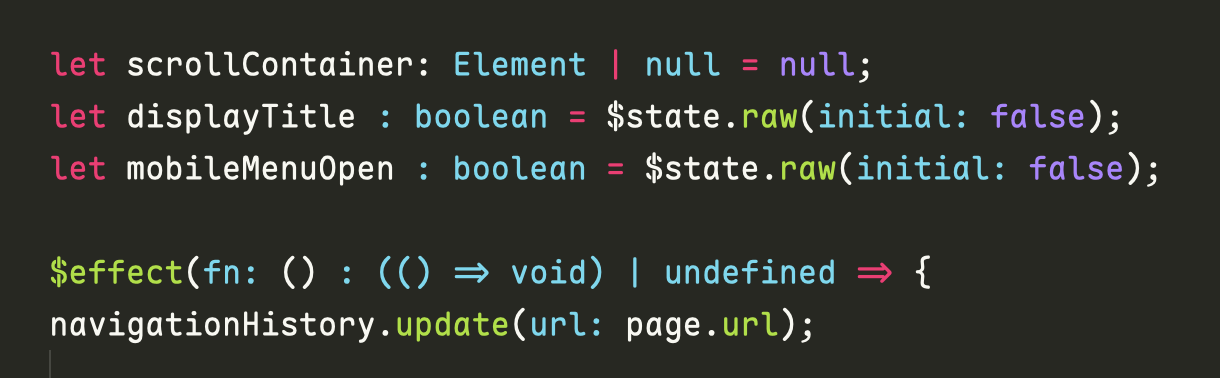 let scrollContainer: Element | null = null;
let displayTitle : boolean = $state.raw(initial: false);
let mobileMenuOpen : boolean = $state.raw(initial: false);
$effect(fn: () : (() => void) | undefined => {
navigationHistory.update(url: page.url);